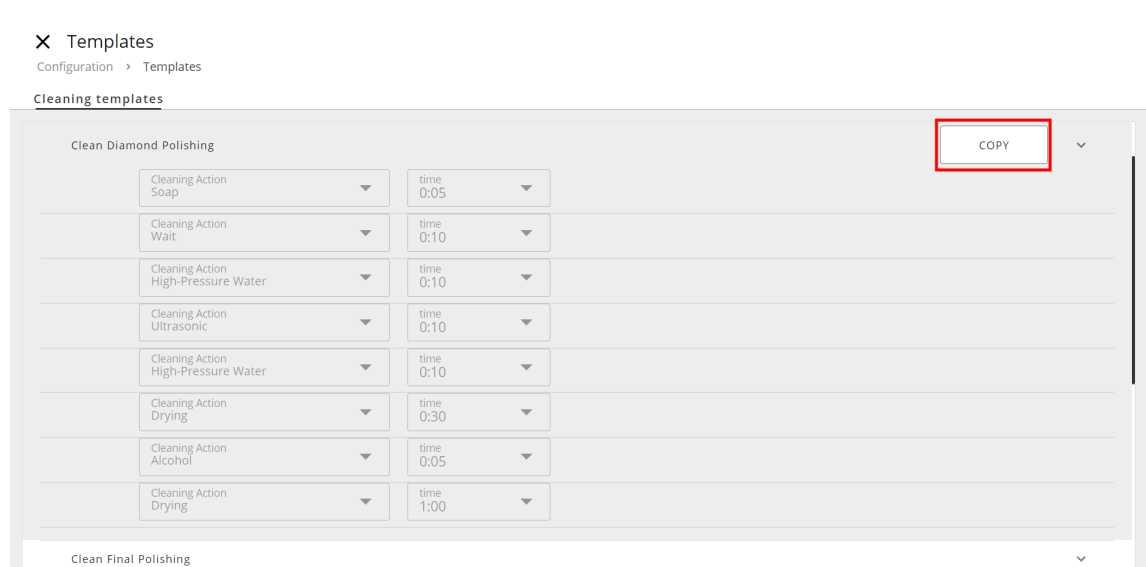 Templates
Configuration > Templates
Cleaning templates
Clean Diamond Polishing COPY
Cleaning Action time
Soap 0:05
Cleaning Action time
Wait 0:10
Cleaning Action time
High-Pressure Water 0:10
Cleaning Action time
Ultrasonic 0:10
Cleaning Action time
High-Pressure Water 0:10
Cleaning Action time
Drying 0:30
Cleaning Action time
Alcohol 0:05
Cleaning Action time
Drying 1:00
Clean Final Polishing